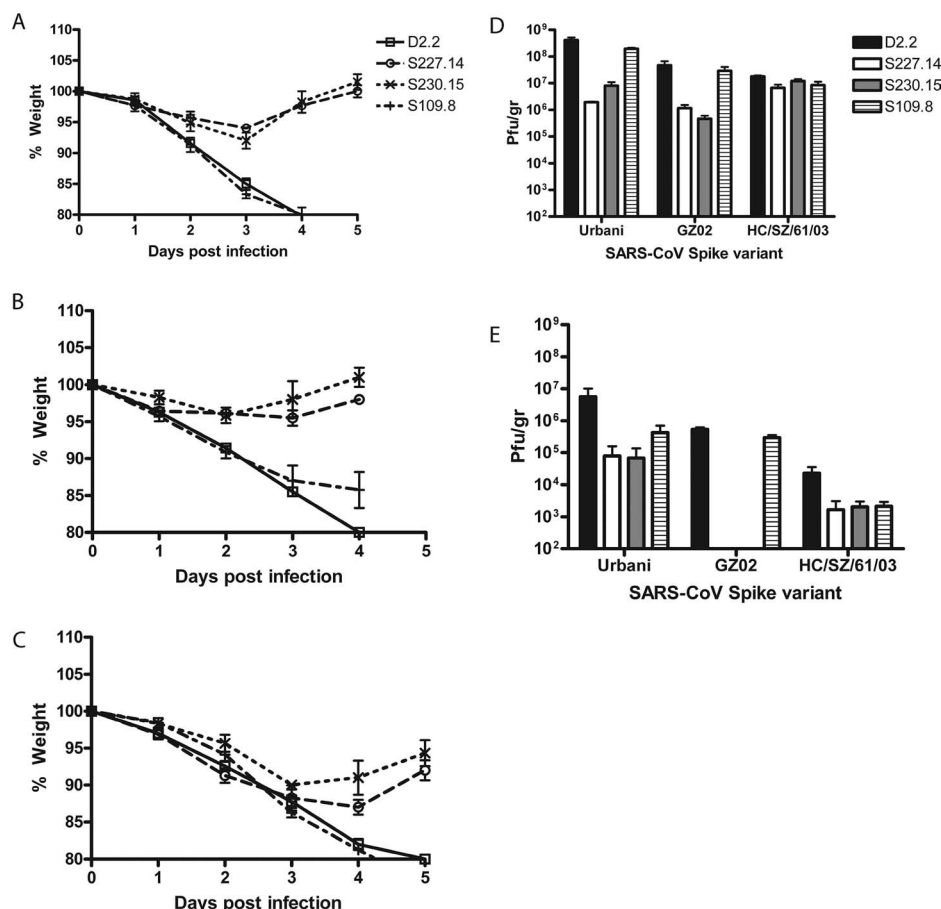 A
110
105
100
95
90
85
80
% Weight
0 1 2 3 4 5
Days post infection
D2.2
S227.14
S230.15
S109.8
B
110
105
100
95
90
85
80
% Weight
0 1 2 3 4 5
Days post infection
C
110
105
100
95
90
85
80
% Weight
0 1 2 3 4 5
Days post infection
D
10⁹
10⁸
10⁷
10⁶
10⁵
10⁴
10³
10²
Pfu/gr
Urbani GZ02 HC/SZ/61/03
SARS-CoV Spike variant
D2.2
S227.14
S230.15
S109.8
E
10⁹
10⁸
10⁷
10⁶
10⁵
10⁴
10³
10²
Pfu/gr
Urbani GZ02 HC/SZ/61/03
SARS-CoV Spike variant